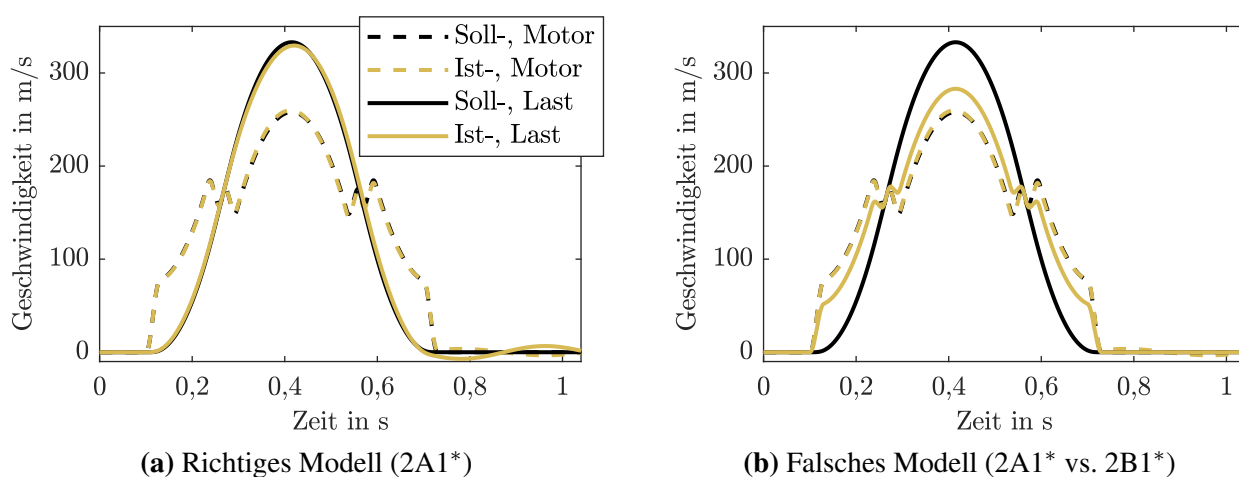 Soll-, Motor
Ist-, Motor
Soll-, Last
Ist-, Last
Geschwindigkeit in m/s
300
200
100
0
0
0,2
0,4
0,6
0,8
1
Zeit in s
(a) Richtiges Modell (2A1*)
Geschwindigkeit in m/s
300
200
100
0
0
0,2
0,4
0,6
0,8
1
Zeit in s
(b) Falsches Modell (2A1* vs. 2B1*)